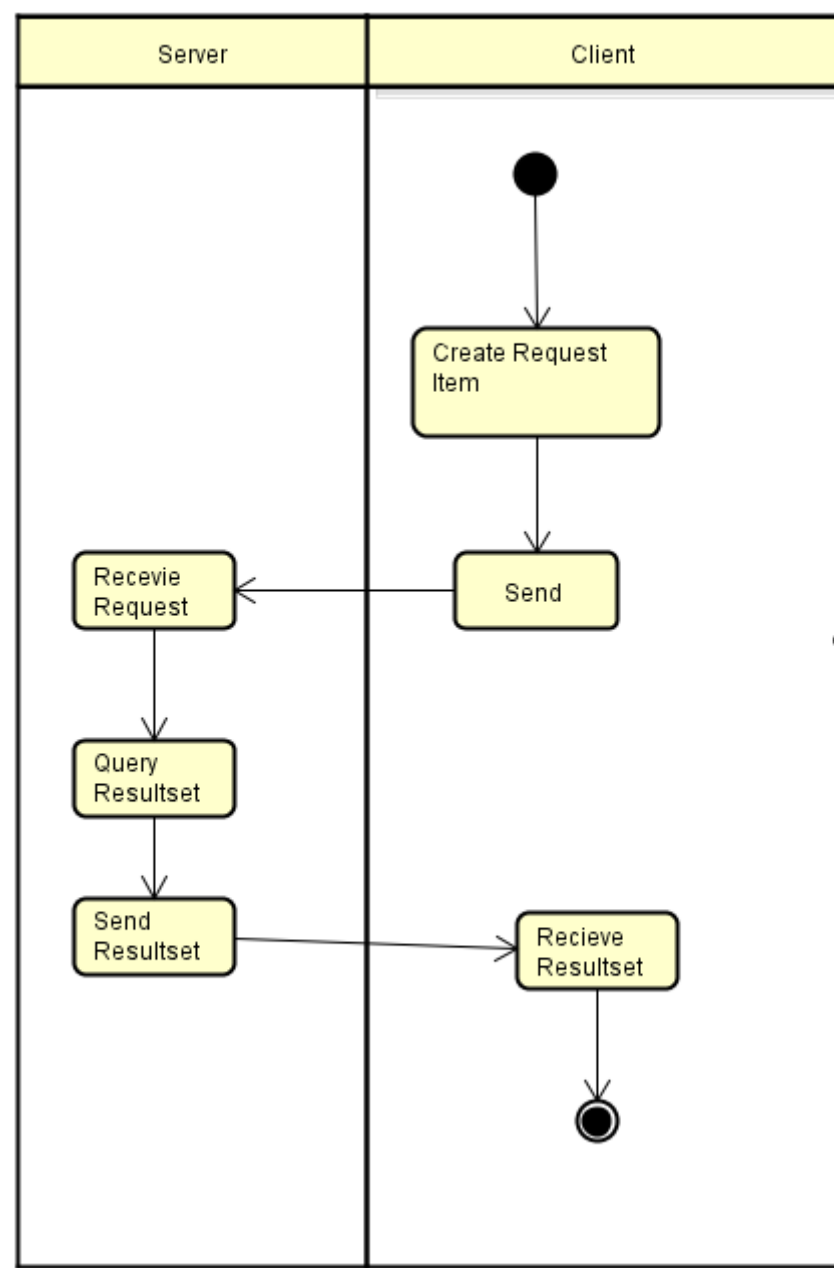 Server
Client
Create Request
Item
Recevie
Request
Send
Query
Resultset
Send
Resultset
Recieve
Resultset